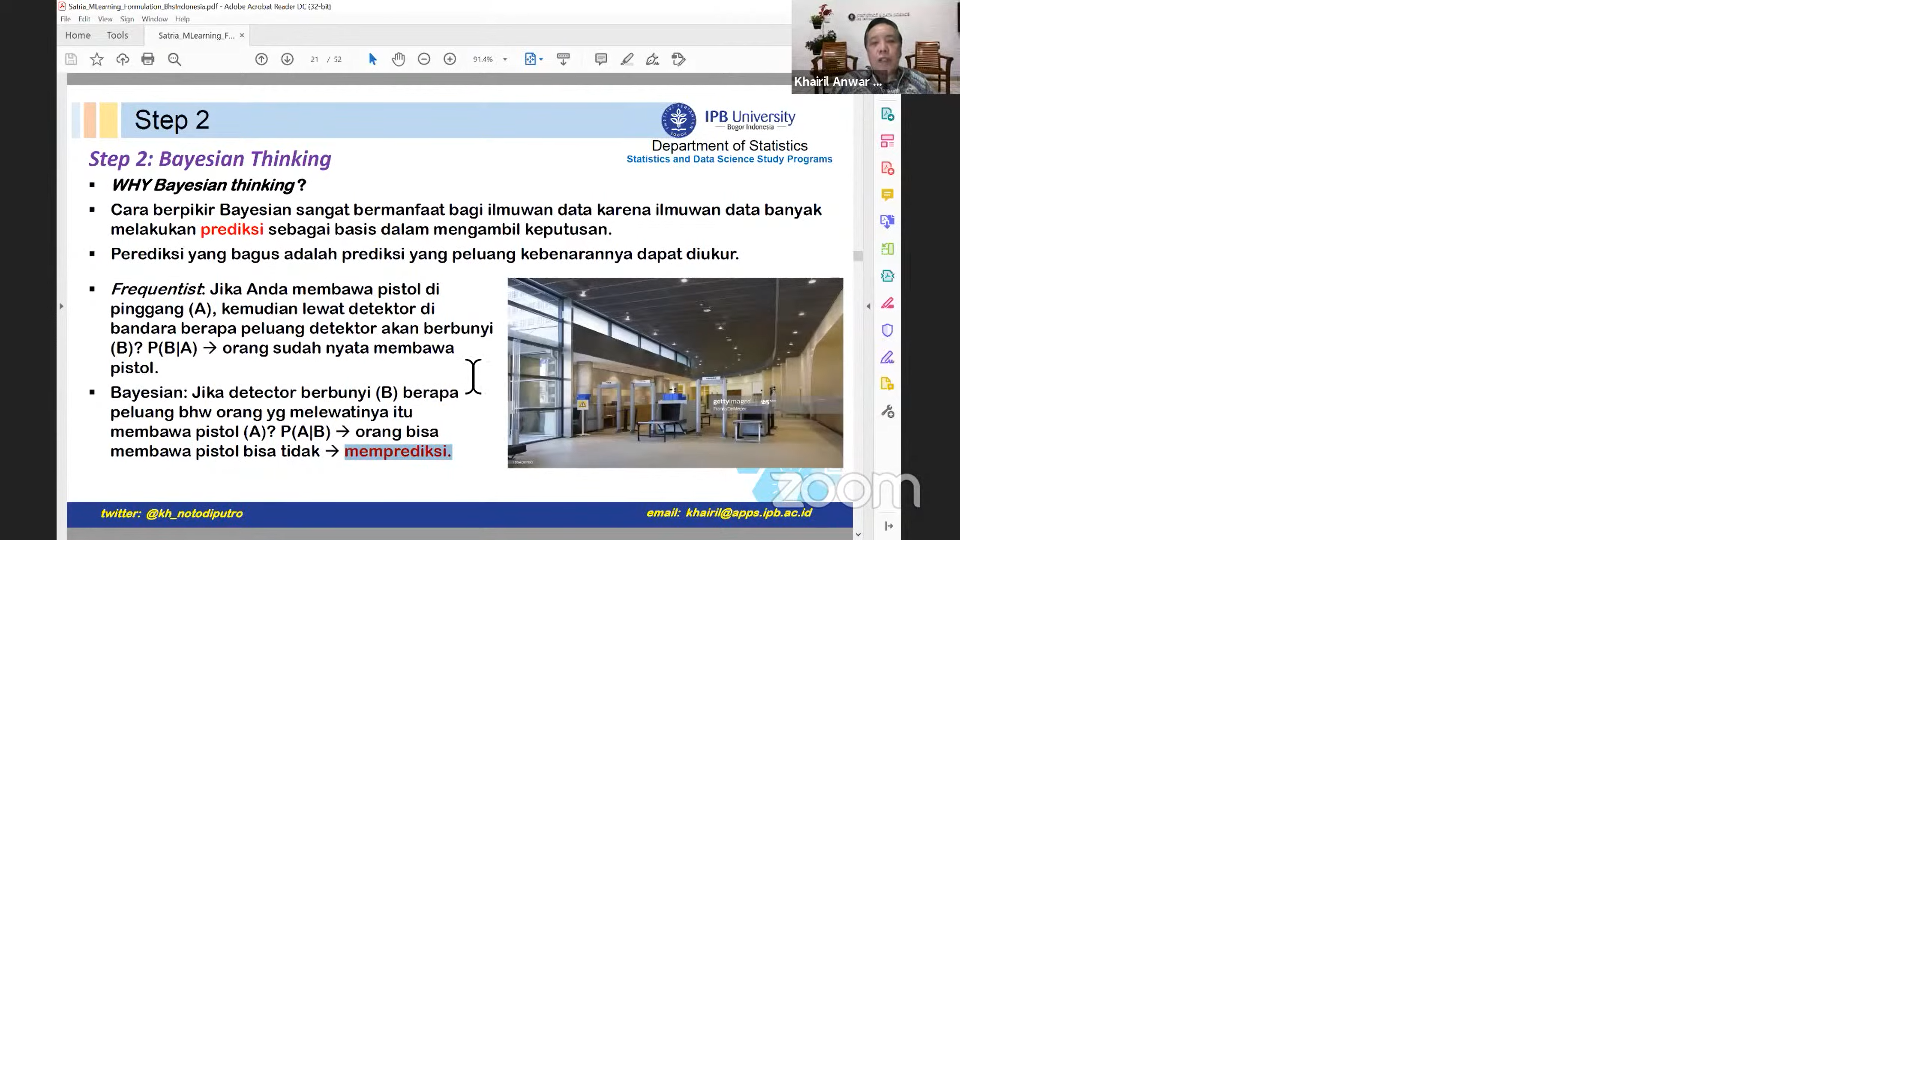 Satria_MLearning_Formulation_BhsIndonesia.pdf - Adobe Acrobat Reader DC (32-bit)
File Edit View Sign Window Help
Home Tools Satria_MLearning_F... ×
21 / 52 91.4%
Khairil Anwar ...
Step 2
IPB University
Bogor Indonesia
Department of Statistics
Statistics and Data Science Study Programs
Step 2: Bayesian Thinking
▪ WHY Bayesian thinking?
▪ Cara berpikir Bayesian sangat bermanfaat bagi ilmuwan data karena ilmuwan data banyak
melakukan prediksi sebagai basis dalam mengambil keputusan.
▪ Perediksi yang bagus adalah prediksi yang peluang kebenarannya dapat diukur.
▪ Frequentist: Jika Anda membawa pistol di
pinggang (A), kemudian lewat detektor di
bandara berapa peluang detektor akan berbunyi
(B)? P(B|A) → orang sudah nyata membawa
pistol.
▪ Bayesian: Jika detector berbunyi (B) berapa
peluang bhw orang yg melewatinya itu
membawa pistol (A)? P(A|B) → orang bisa
membawa pistol bisa tidak → memprediksi.
gettyimages
zoom
twitter: @kh_notodiputro
email: khairil@apps.ipb.ac.id